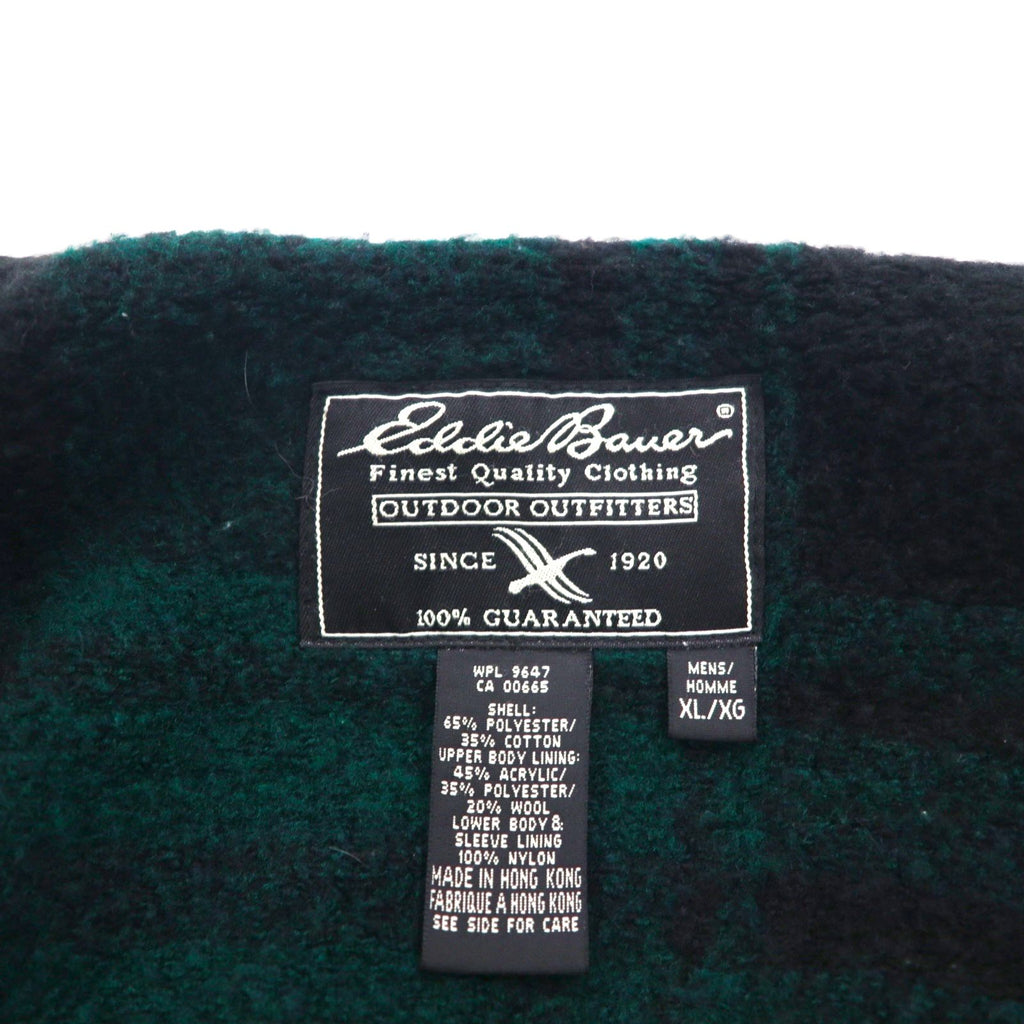 Eddie Bauer ®
Finest Quality Clothing
OUTDOOR OUTFITTERS
SINCE 1920
100% GUARANTEED
WPL 9647
CA 00665
SHELL:
65% POLYESTER/
35% COTTON
UPPER BODY LINING:
45% ACRYLIC/
35% POLYESTER/
20% WOOL
LOWER BODY &
SLEEVE LINING
100% NYLON
MADE IN HONG KONG
FABRIQUE A HONG KONG
SEE SIDE FOR CARE
MENS/
HOMME
XL/XG